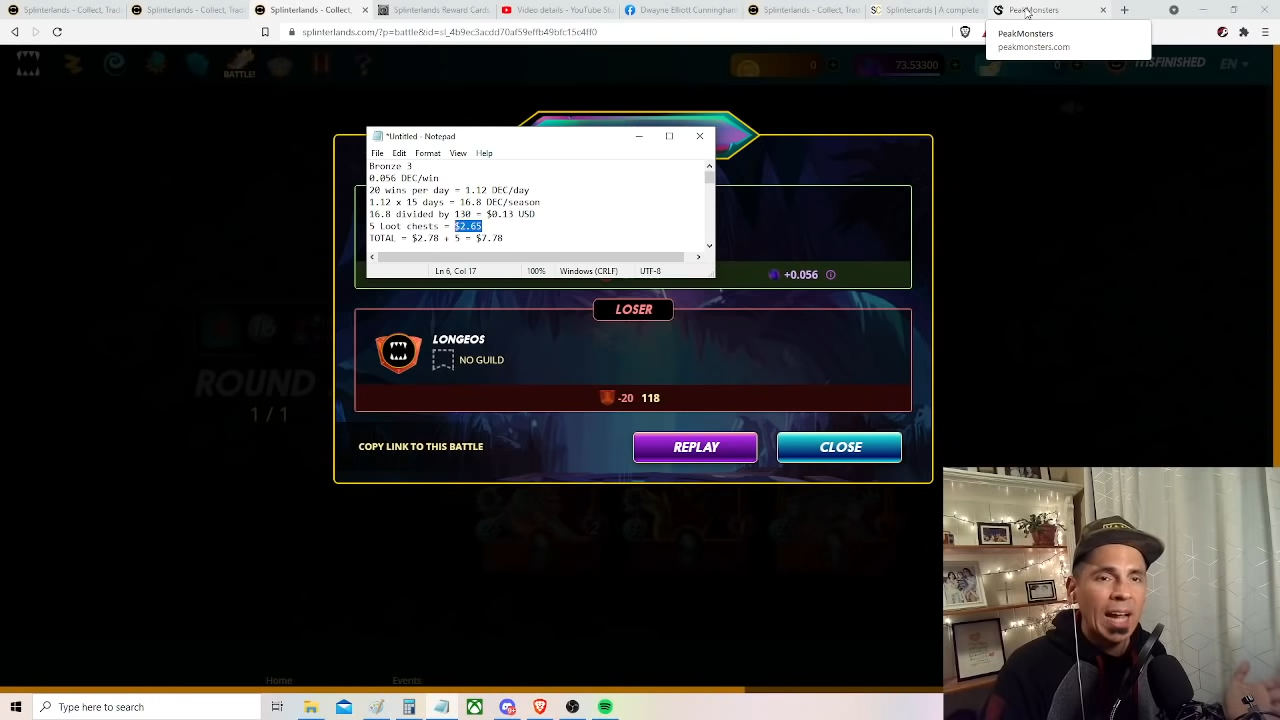 Splinterlands - Collect, Trad
Splinterlands - Collect, Trad
Splinterlands - Collect,
Splinterlands Reward Cards
Video details - YouTube Stu
Dwayne Elliott Cunningham
Splinterlands - Collect, Trad
Splintercards | A complete
PeakMonsters
splinterlands.com/?p=battle&id=sl_4b9ec3acdd70af59effb49bfc15c4ff0
PeakMonsters
peakmonsters.com
BATTLE!
0
73.53300
0
ITISFINISHED
EN
*Untitled - Notepad
File Edit Format View Help
Bronze 3
0.056 DEC/win
20 wins per day = 1.12 DEC/day
1.12 x 15 days = 16.8 DEC/season
16.8 divided by 130 = $0.13 USD
5 Loot chests = $2.65
TOTAL = $2.78 + 5 = $7.78
Ln 6, Col 17
100%
Windows (CRLF)
UTF-8
+0.056
LOSER
LONGEOS
NO GUILD
ROUND
1 / 1
-20 118
COPY LINK TO THIS BATTLE
REPLAY
CLOSE
Home
Events
Type here to search